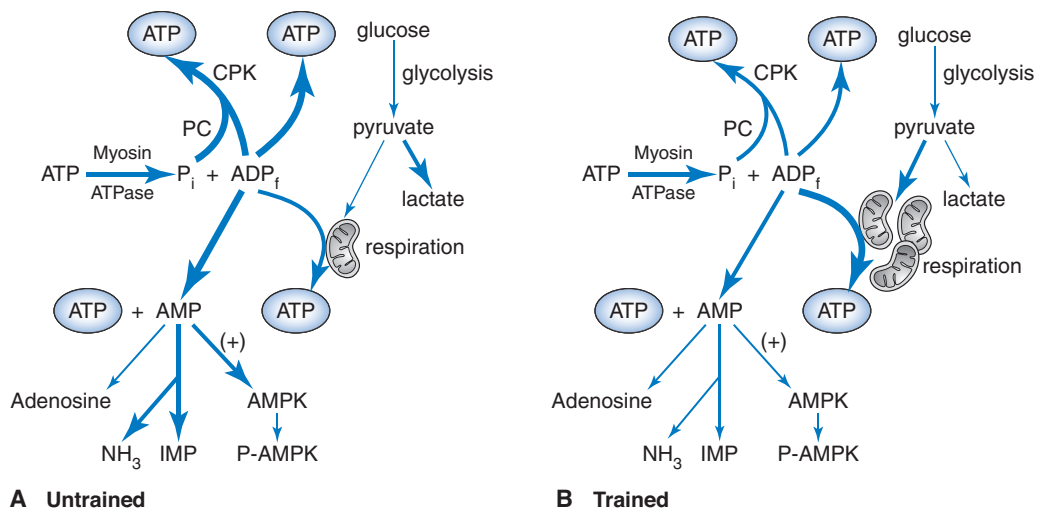 ATP
ATP
glucose
CPK
glycolysis
PC
pyruvate
Myosin
ATP
Pi + ADPf
ATPase
lactate
respiration
ATP + AMP
ATP
(+)
Adenosine
AMPK
NH3
IMP
P-AMPK
A Untrained
ATP
ATP
glucose
CPK
glycolysis
PC
pyruvate
Myosin
ATP
Pi + ADPf
ATPase
lactate
respiration
ATP + AMP
ATP
(+)
Adenosine
AMPK
NH3
IMP
P-AMPK
B Trained